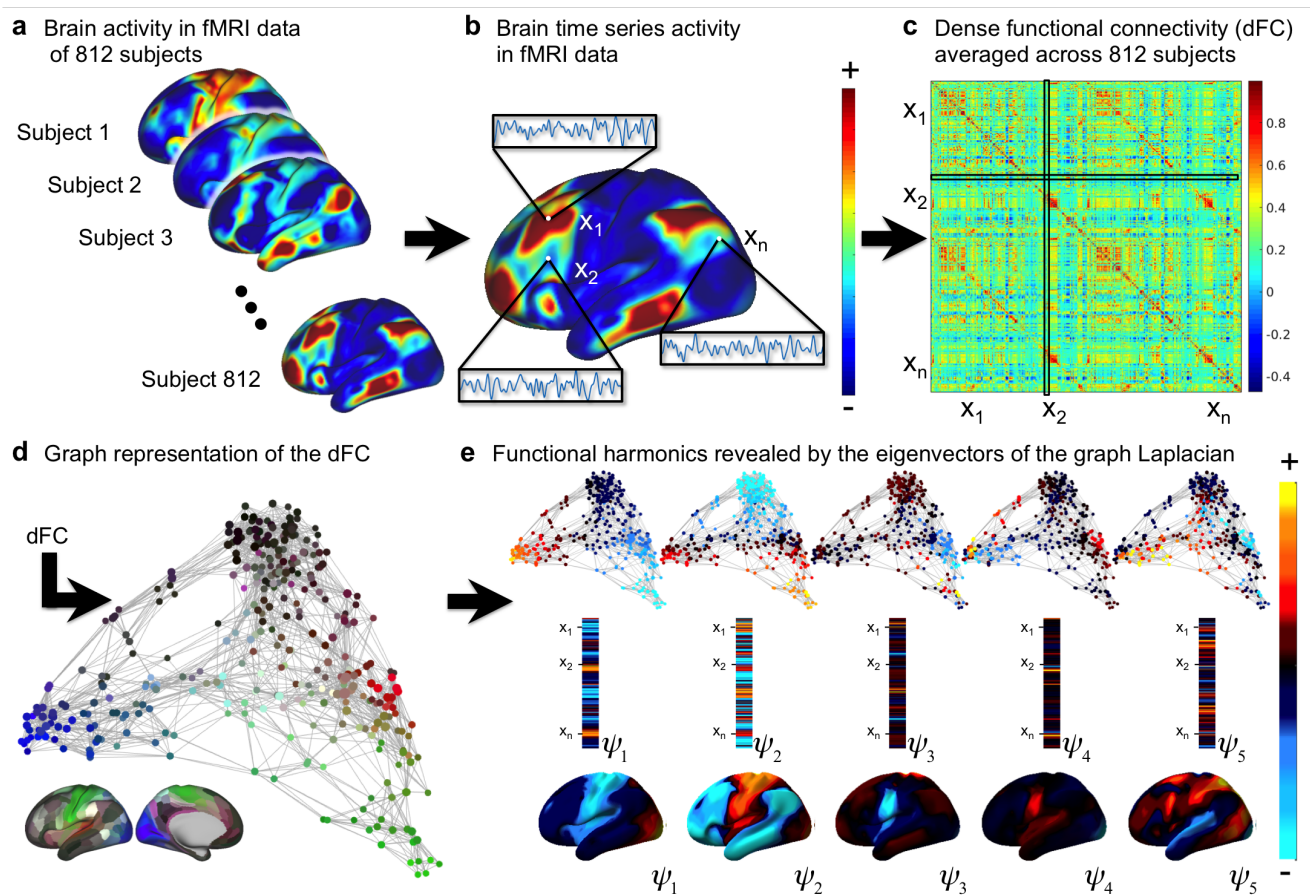 a Brain activity in fMRI data
of 812 subjects
Subject 1
Subject 2
Subject 3
Subject 812
b Brain time series activity
in fMRI data
x1
x2
xn
+
-
c Dense functional connectivity (dFC)
averaged across 812 subjects
x1
x2
xn
x1 x2 xn
0.8
0.6
0.4
0.2
0
-0.2
-0.4
d Graph representation of the dFC
dFC
e Functional harmonics revealed by the eigenvectors of the graph Laplacian
+
-
x1
x2
xn
ψ1
x1
x2
xn
ψ2
x1
x2
xn
ψ3
x1
x2
xn
ψ4
x1
x2
xn
ψ5
ψ1 ψ2 ψ3 ψ4 ψ5